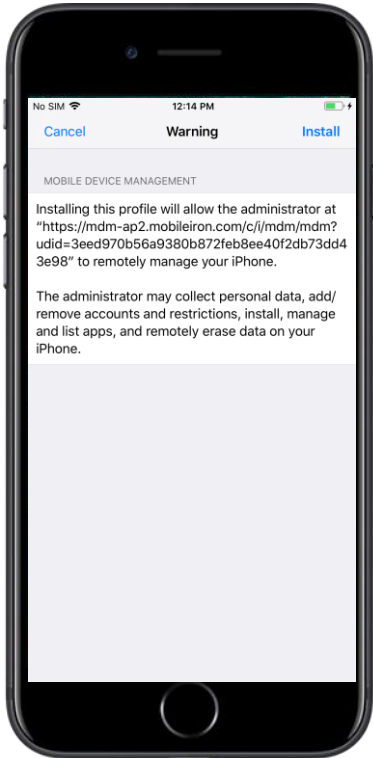 No SIM 12:14 PM
Cancel Warning Install
MOBILE DEVICE MANAGEMENT
Installing this profile will allow the administrator at
“https://mdm-ap2.mobileiron.com/c/i/mdm/mdm?
udid=3eed970b56a9380b872feb8ee40f2db73dd4
3e98” to remotely manage your iPhone.
The administrator may collect personal data, add/
remove accounts and restrictions, install, manage
and list apps, and remotely erase data on your
iPhone.